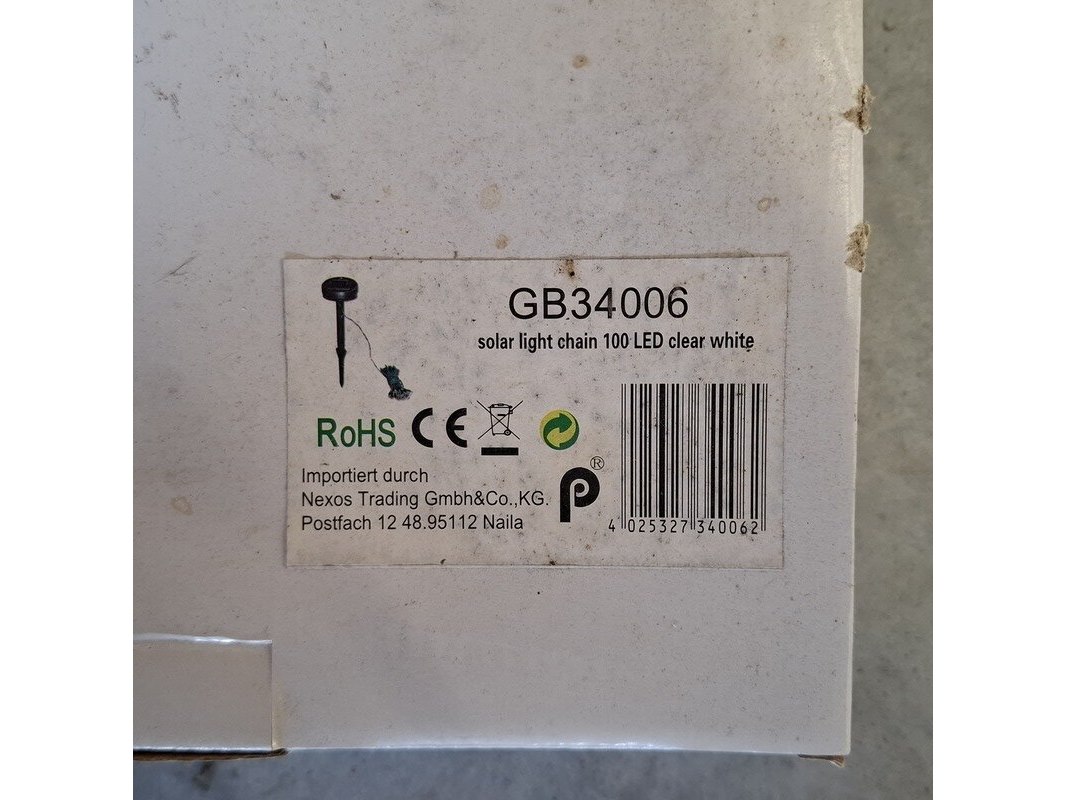 GB34006
solar light chain 100 LED clear white
RoHS CE
Importiert durch
Nexos Trading Gmbh&Co.,KG.
Postfach 12 48.95112 Naila
p®
4 025327 340062